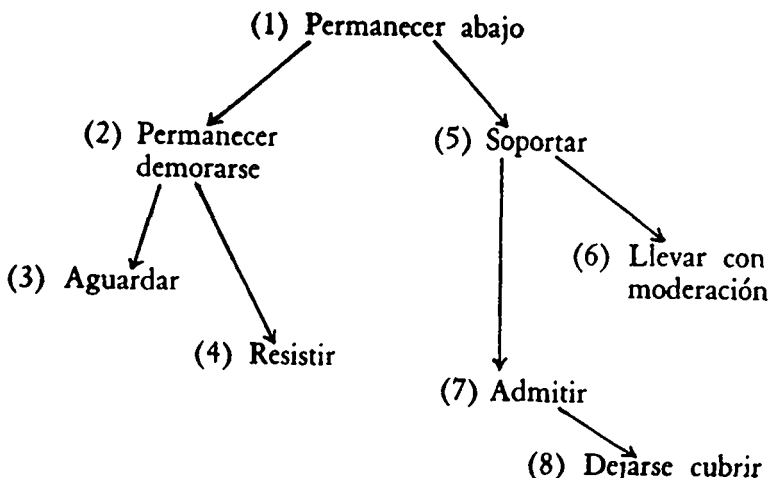 (1) Permanecer abajo
(2) Permanecer
demorarse
(5) Soportar
(3) Aguardar
(6) Llevar con
moderación
(4) Resistir
(7) Admitir
(8) Dejarse cubrir